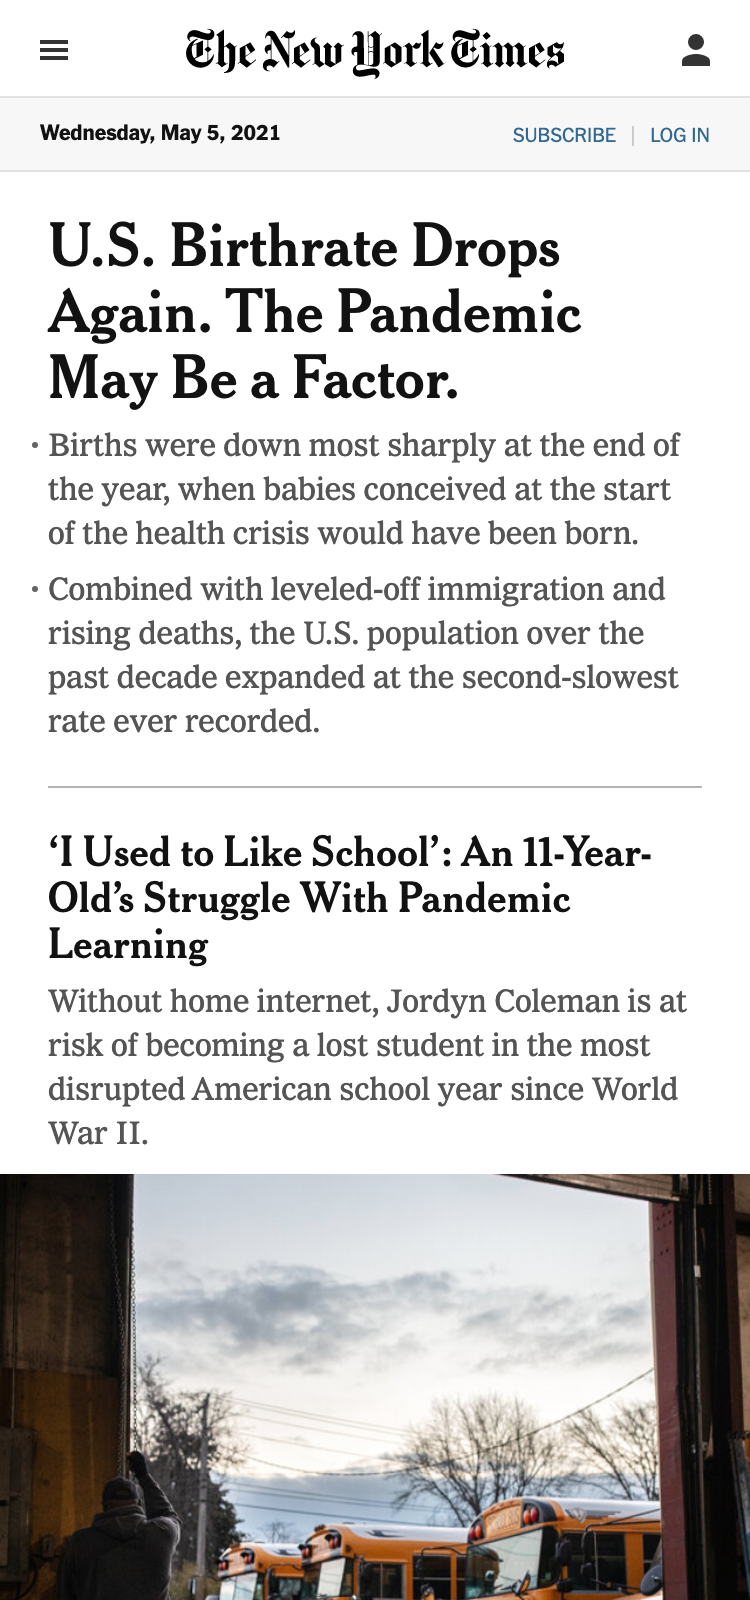 The New York Times
Wednesday, May 5, 2021
SUBSCRIBE | LOG IN
U.S. Birthrate Drops
Again. The Pandemic
May Be a Factor.
• Births were down most sharply at the end of
the year, when babies conceived at the start
of the health crisis would have been born.
• Combined with leveled-off immigration and
rising deaths, the U.S. population over the
past decade expanded at the second-slowest
rate ever recorded.
‘I Used to Like School’: An 11-Year-
Old’s Struggle With Pandemic
Learning
Without home internet, Jordyn Coleman is at
risk of becoming a lost student in the most
disrupted American school year since World
War II.